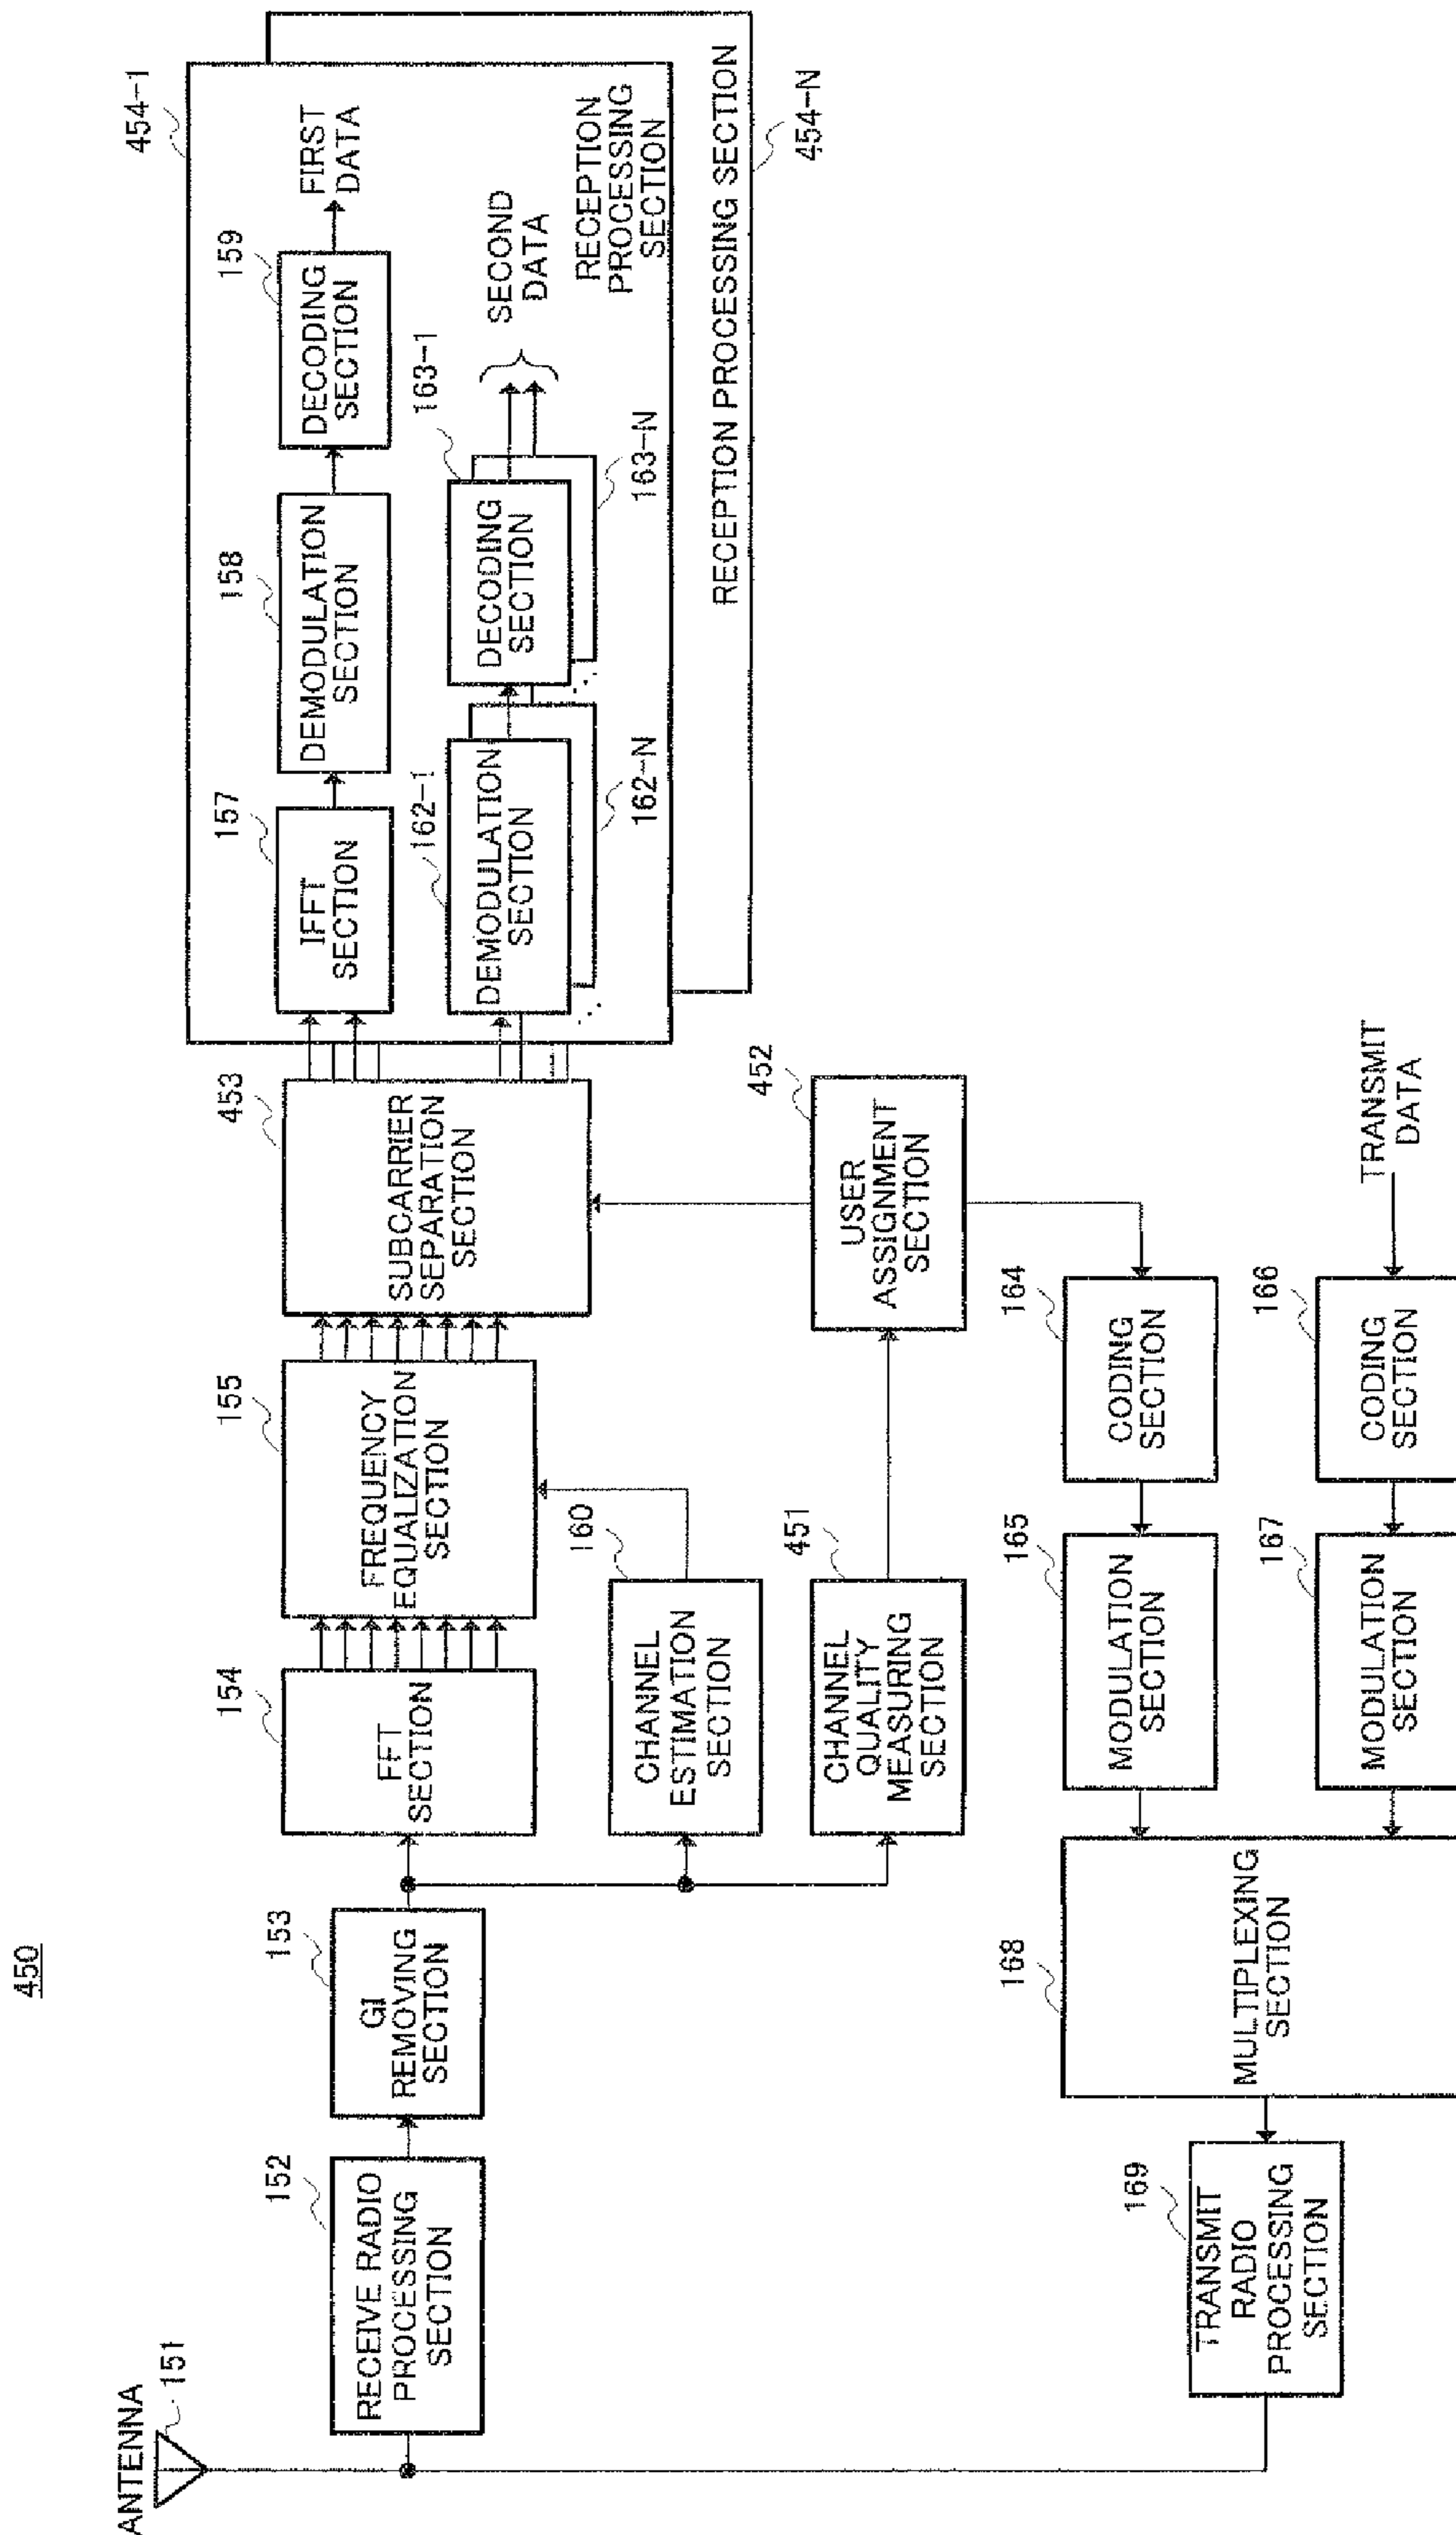 450
ANTENNA
151
152
RECEIVE RADIO
PROCESSING
SECTION
153
GI
REMOVING
SECTION
154
FFT
SECTION
155
FREQUENCY
EQUALIZATION
SECTION
453
SUBCARRIER
SEPARATION
SECTION
454-1
157
IFFT
SECTION
158
DEMODULATION
SECTION
159
DECODING
SECTION
FIRST
DATA
162-1
DEMODULATION
SECTION
162-N
163-1
DECODING
SECTION
163-N
SECOND
DATA
RECEPTION
PROCESSING
SECTION
RECEPTION PROCESSING SECTION
454-N
160
CHANNEL
ESTIMATION
SECTION
451
CHANNEL
QUALITY
MEASURING
SECTION
452
USER
ASSIGNMENT
SECTION
169
TRANSMIT
RADIO
PROCESSING
SECTION
168
MULTIPLEXING
SECTION
165
MODULATION
SECTION
164
CODING
SECTION
167
MODULATION
SECTION
166
CODING
SECTION
TRANSMIT
DATA